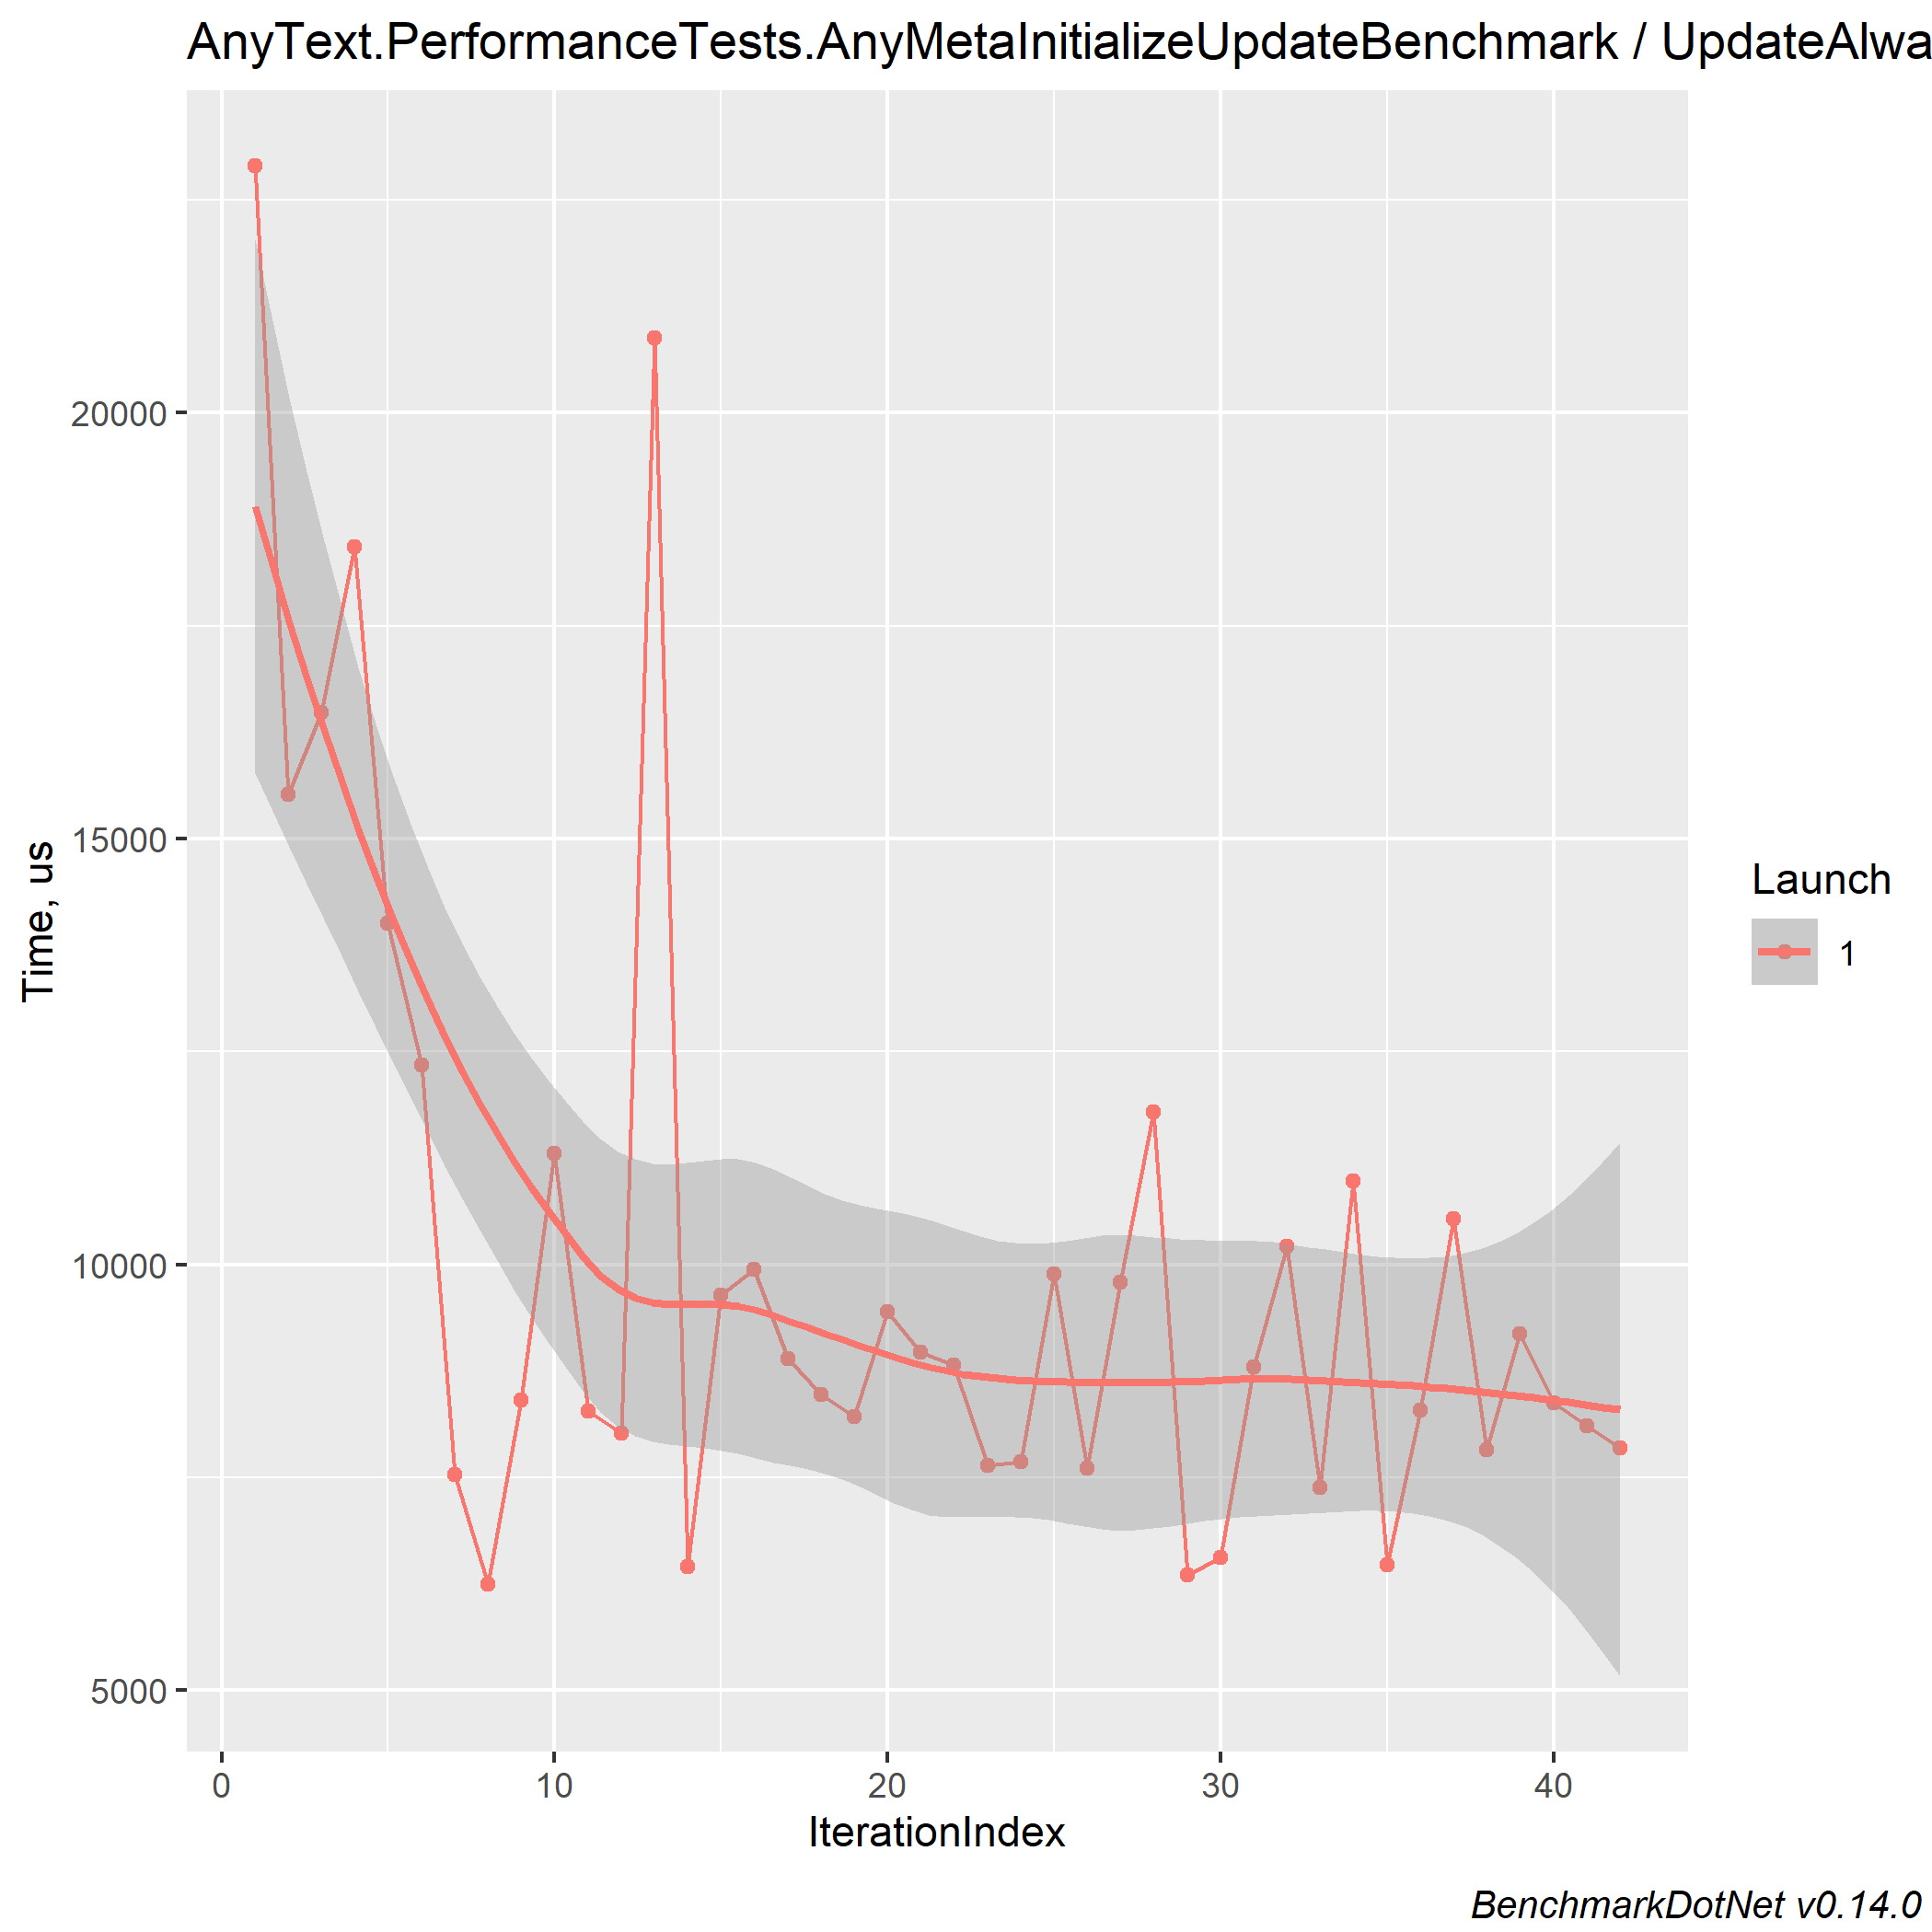 AnyText.PerformanceTests.AnyMetaInitializeUpdateBenchmark / UpdateAlwa
20000
15000
10000
5000
Time, us
0 10 20 30 40
IterationIndex
Launch
1
BenchmarkDotNet v0.14.0